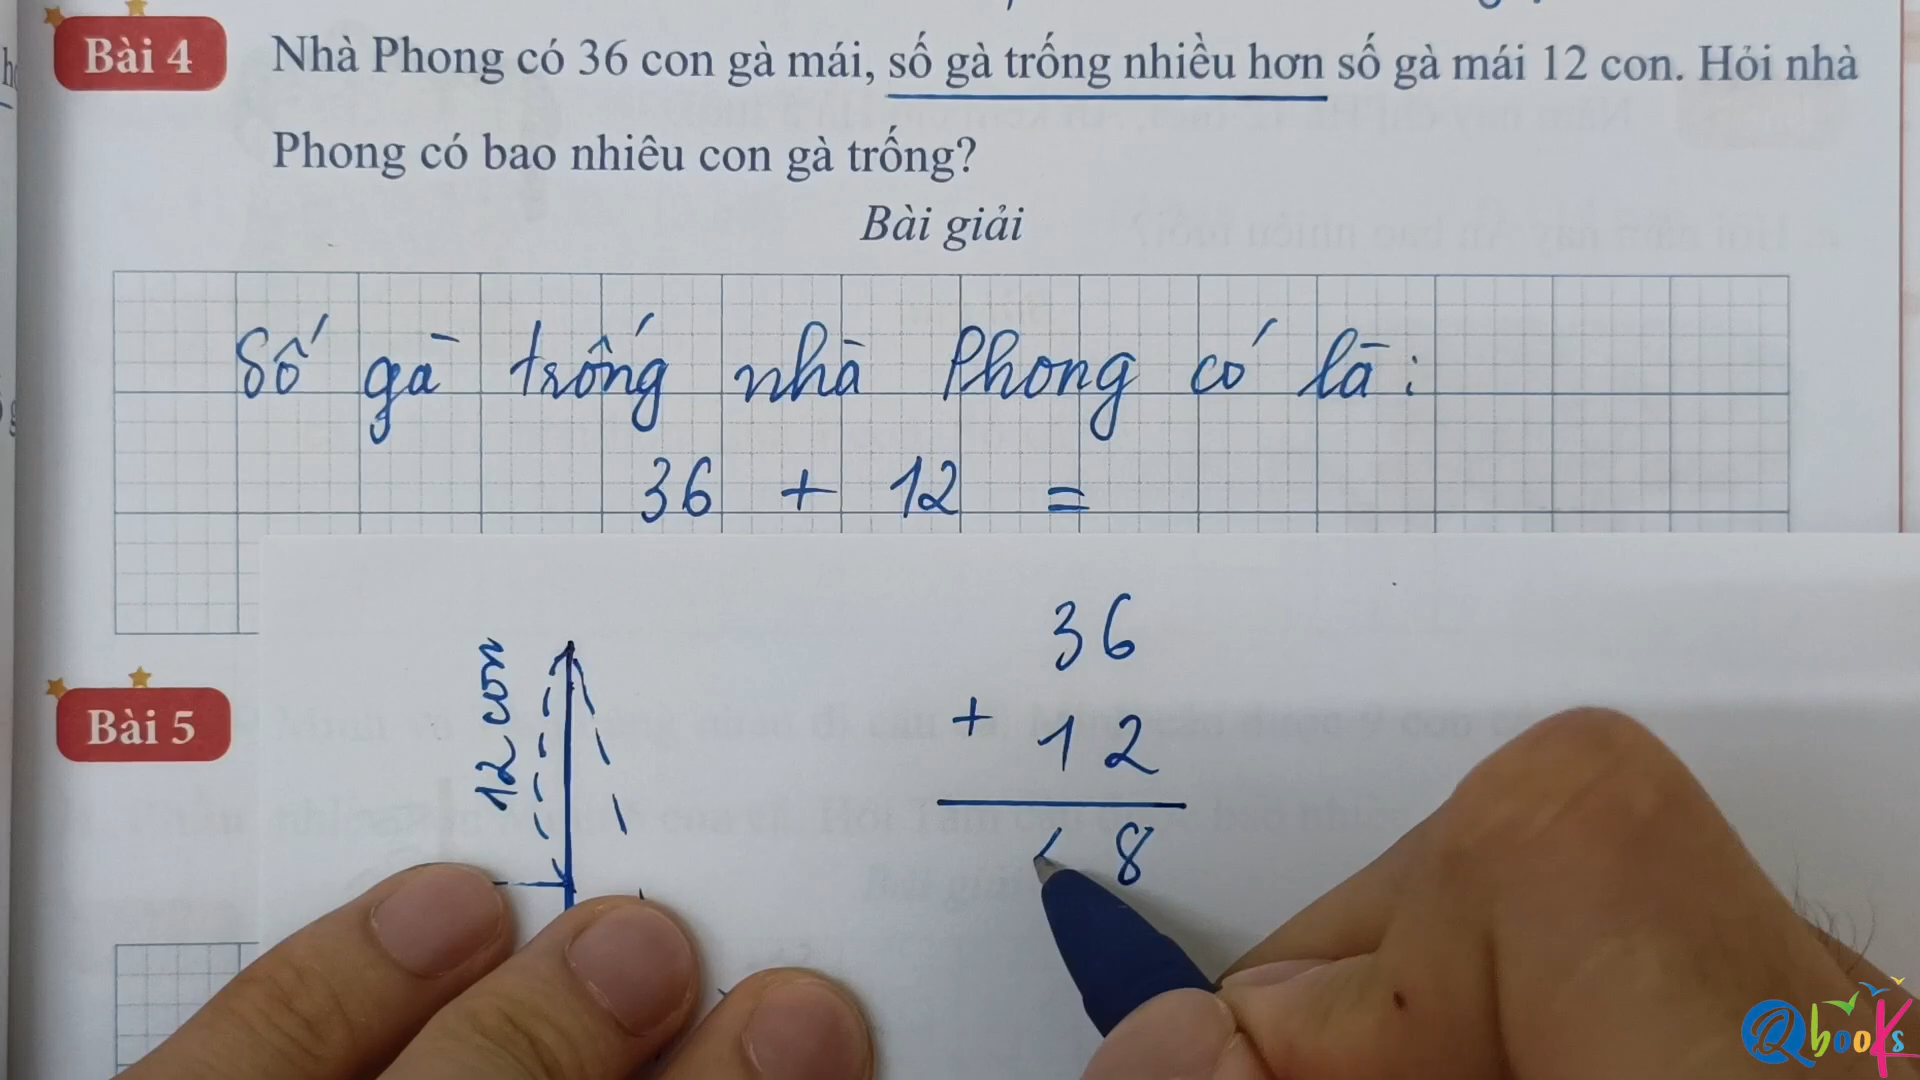 Bài 4
Nhà Phong có 36 con gà mái, số gà trống nhiều hơn số gà mái 12 con. Hỏi nhà
Phong có bao nhiêu con gà trống?
Bài giải
Số gà trống nhà Phong có là:
36 + 12 =
12 con
36
+ 12
8
Bài 5
Qbooks